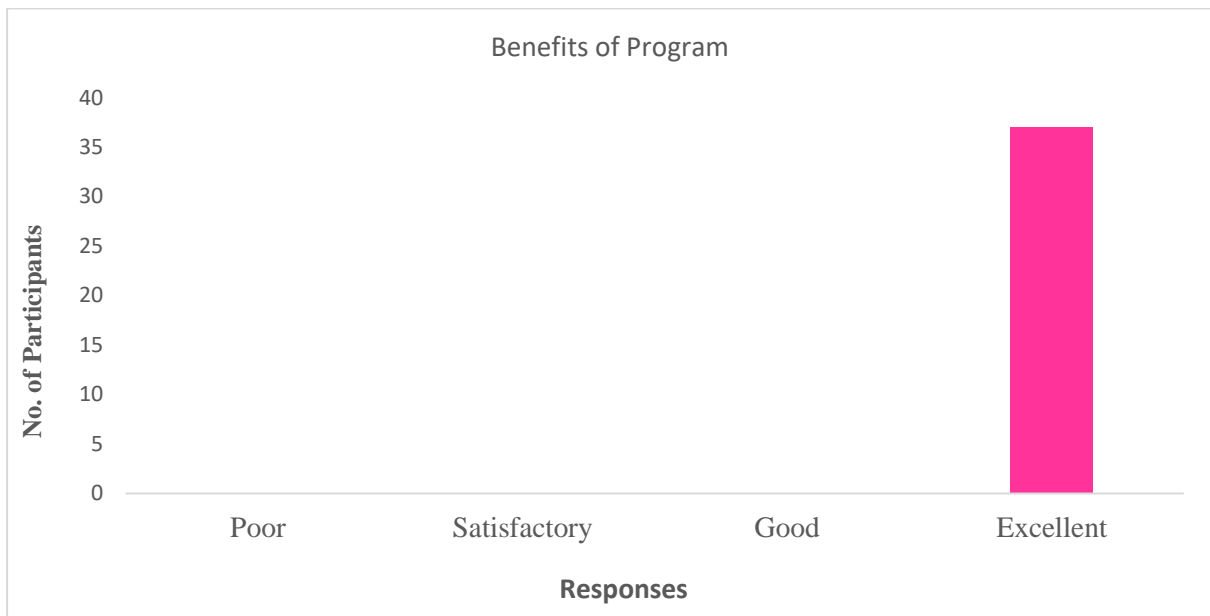 Benefits of Program
40
35
30
25
20
15
10
5
0
No. of Participants
Poor Satisfactory Good Excellent
Responses